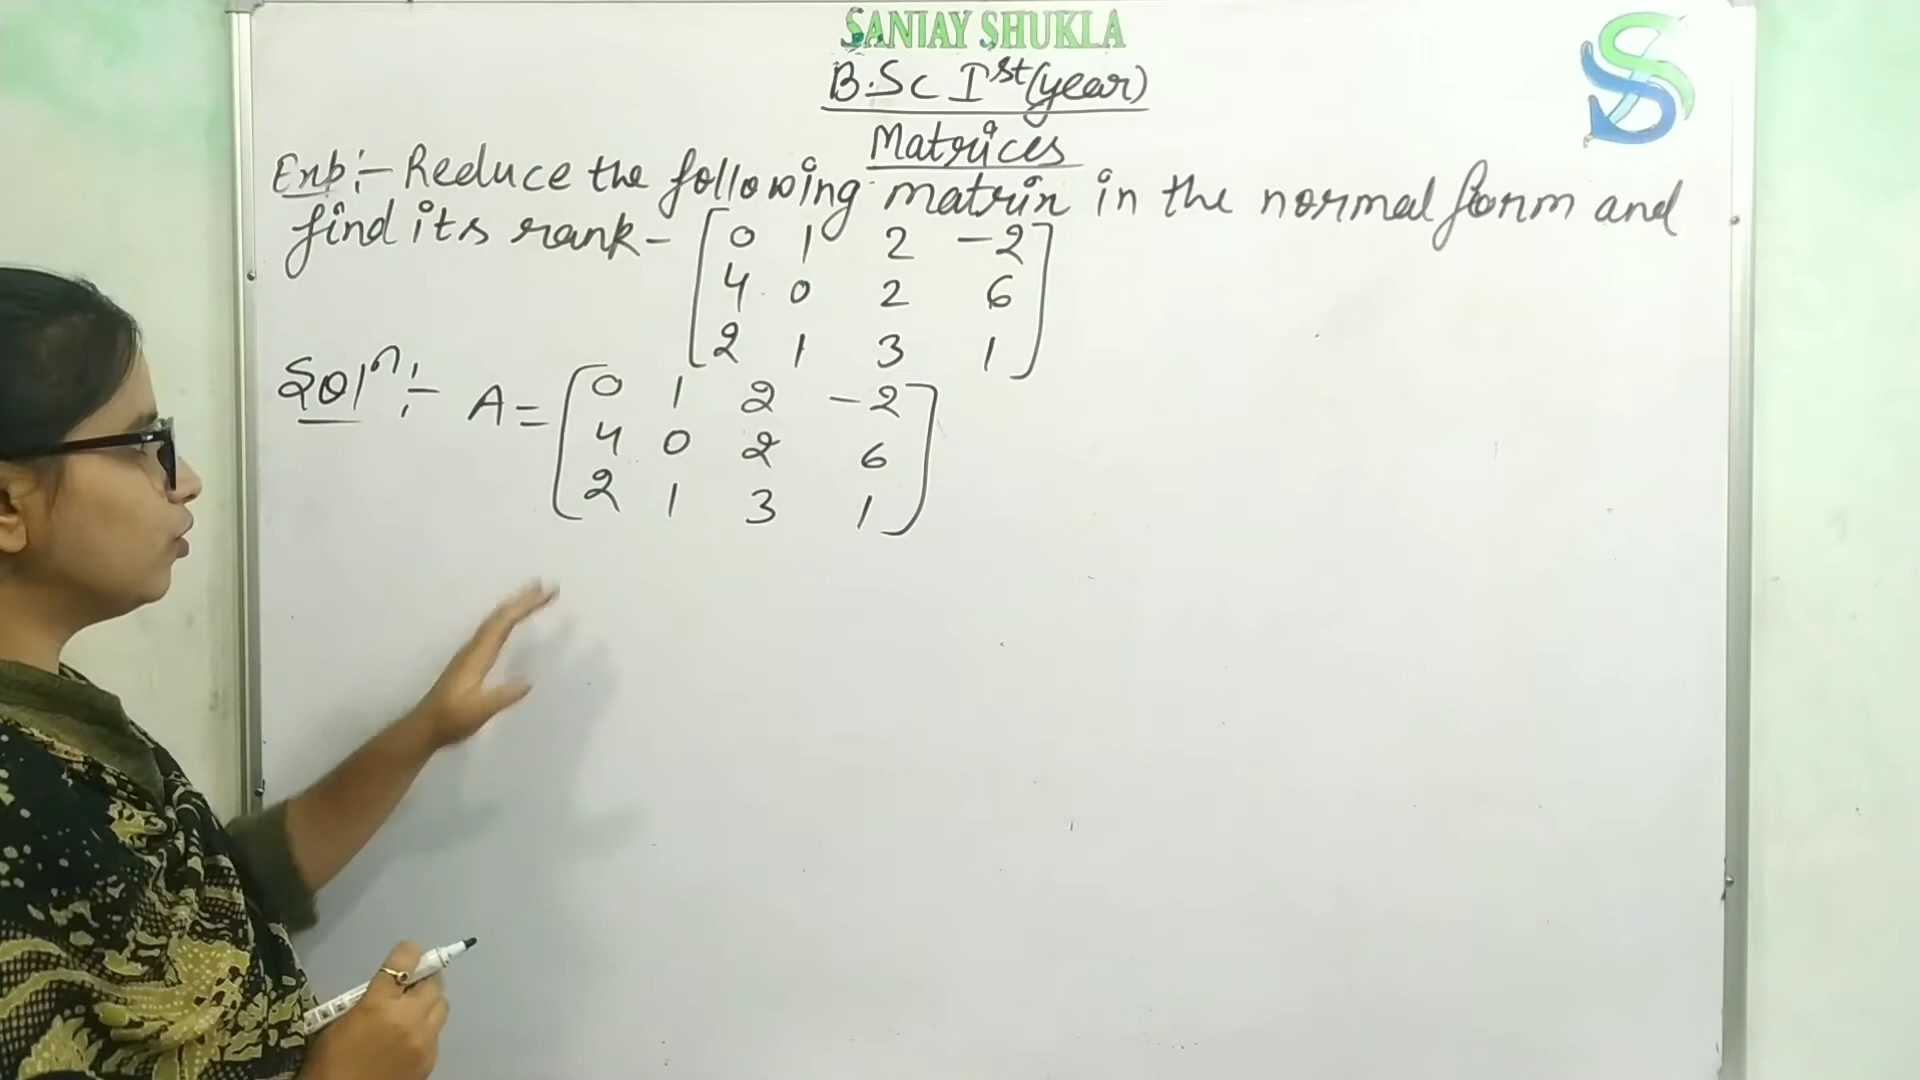 SANJAY SHUKLA
B.Sc Ist (year)
Matrices
Exp:- Reduce the following matrix in the normal form and
find its rank - [0 1 2 -2
4 0 2 6
2 1 3 1]
Solⁿ:- A = [0 1 2 -2
4 0 2 6
2 1 3 1]